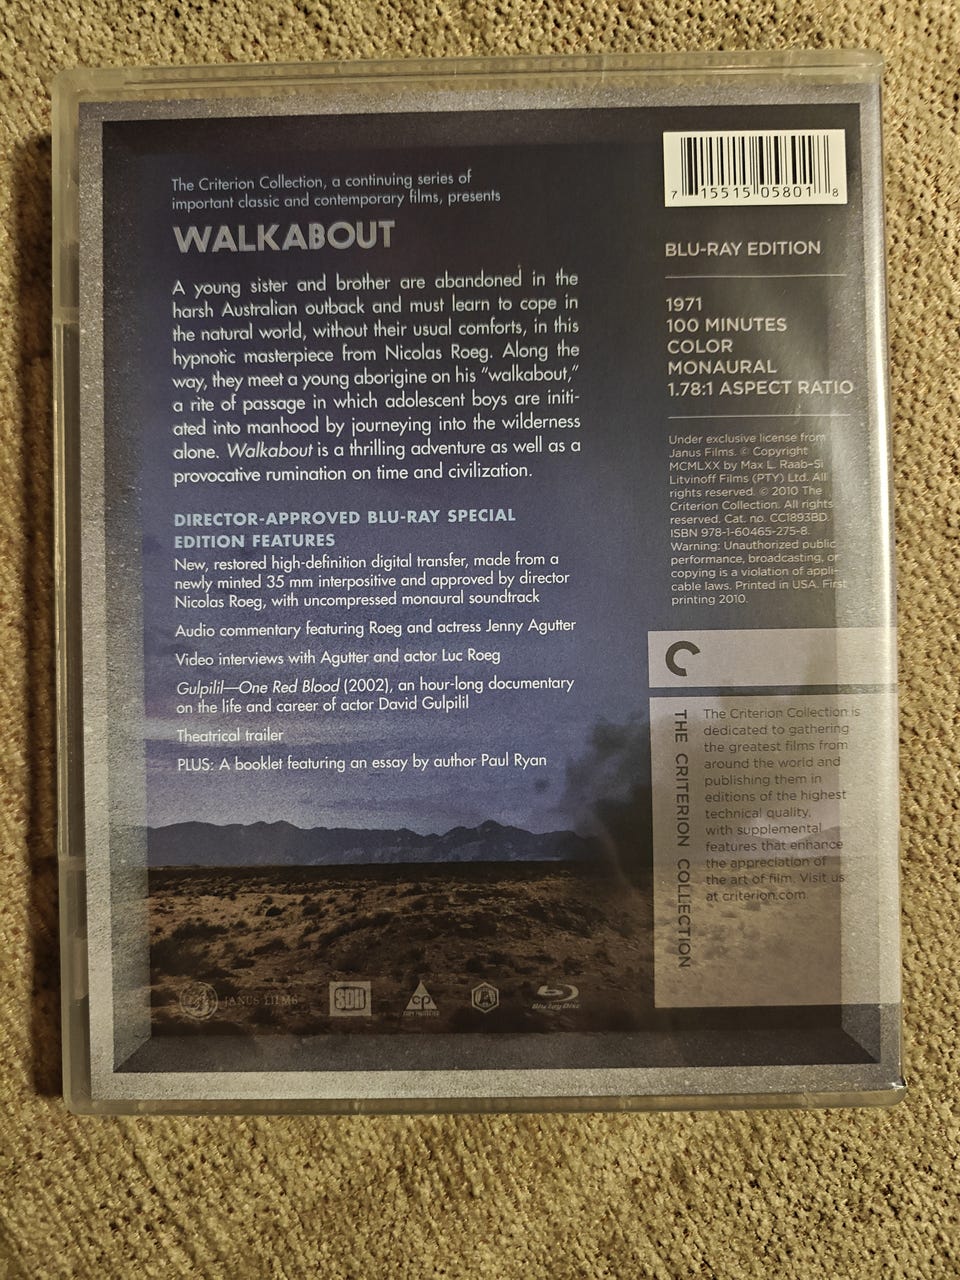 The Criterion Collection, a continuing series of
important classic and contemporary films, presents
WALKABOUT
A young sister and brother are abandoned in the
harsh Australian outback and must learn to cope in
the natural world, without their usual comforts, in this
hypnotic masterpiece from Nicolas Roeg. Along the
way, they meet a young aborigine on his “walkabout,”
a rite of passage in which adolescent boys are initi-
ated into manhood by journeying into the wilderness
alone. Walkabout is a thrilling adventure as well as a
provocative rumination on time and civilization.
DIRECTOR-APPROVED BLU-RAY SPECIAL
EDITION FEATURES
New, restored high-definition digital transfer, made from a
newly minted 35 mm interpositive and approved by director
Nicolas Roeg, with uncompressed monaural soundtrack
Audio commentary featuring Roeg and actress Jenny Agutter
Video interviews with Agutter and actor Luc Roeg
Gulpilil—One Red Blood (2002), an hour-long documentary
on the life and career of actor David Gulpilil
Theatrical trailer
PLUS: A booklet featuring an essay by author Paul Ryan
JANUS FILMS
SDH
cp
COPY PROTECTED
A
Blu-ray Disc
7 15515 05801 8
BLU-RAY EDITION
1971
100 MINUTES
COLOR
MONAURAL
1.78:1 ASPECT RATIO
Under exclusive license from
Janus Films. © Copyright
MCMLXX by Max L. Raab–Si
Litvinoff Films (PTY) Ltd. All
rights reserved. © 2010 The
Criterion Collection. All rights
reserved. Cat. no. CC1893BD.
ISBN 978-1-60465-275-8.
Warning: Unauthorized public
performance, broadcasting, or
copying is a violation of appli-
cable laws. Printed in USA. First
printing 2010.
THE CRITERION COLLECTION
The Criterion Collection is
dedicated to gathering
the greatest films from
around the world and
publishing them in
editions of the highest
technical quality,
with supplemental
features that enhance
the appreciation of
the art of film. Visit us
at criterion.com.